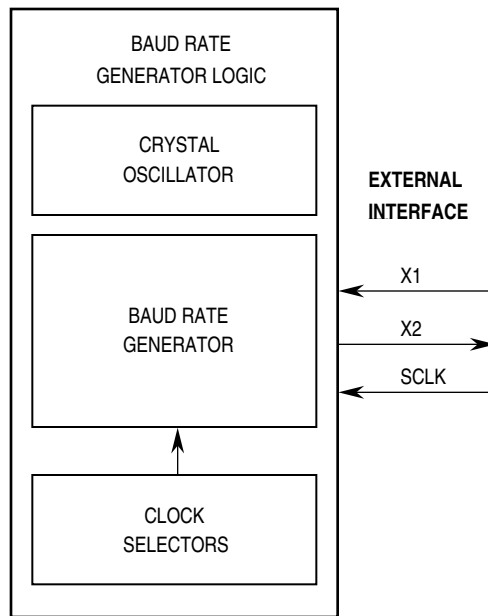 BAUD RATE
GENERATOR LOGIC
CRYSTAL
OSCILLATOR
EXTERNAL
INTERFACE
X1
BAUD RATE
GENERATOR
X2
SCLK
CLOCK
SELECTORS